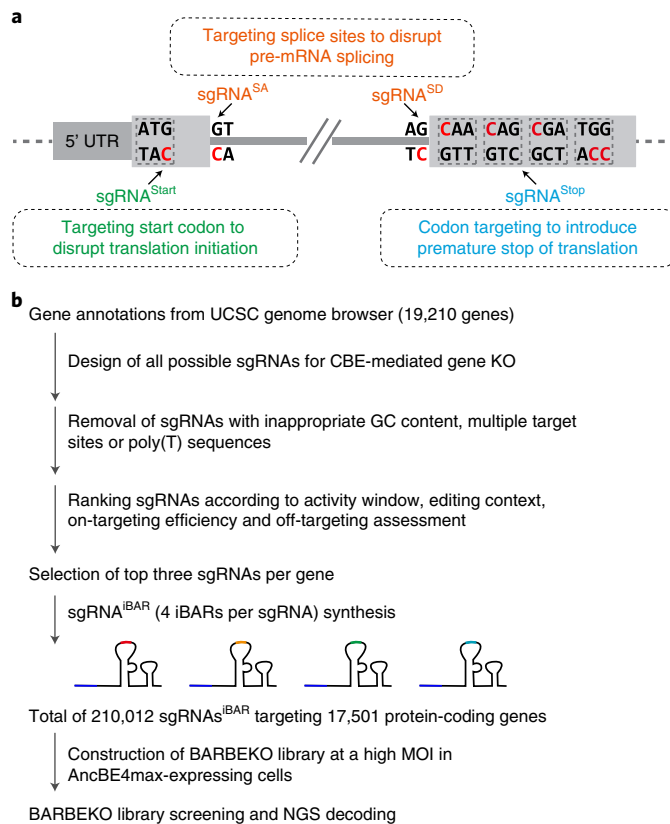 a
Targeting splice sites to disrupt
pre-mRNA splicing
sgRNA^SA
sgRNA^SD
ATG GT AG CAA CAG CGA TGG
5′ UTR
TAC CA TC GTT GTC GCT ACC
sgRNA^Start
sgRNA^Stop
Targeting start codon to
disrupt translation initiation
Codon targeting to introduce
premature stop of translation
b
Gene annotations from UCSC genome browser (19,210 genes)
Design of all possible sgRNAs for CBE-mediated gene KO
Removal of sgRNAs with inappropriate GC content, multiple target
sites or poly(T) sequences
Ranking sgRNAs according to activity window, editing context,
on-targeting efficiency and off-targeting assessment
Selection of top three sgRNAs per gene
sgRNA^iBAR (4 iBARs per sgRNA) synthesis
Total of 210,012 sgRNAs^iBAR targeting 17,501 protein-coding genes
Construction of BARBEKO library at a high MOI in
AncBE4max-expressing cells
BARBEKO library screening and NGS decoding